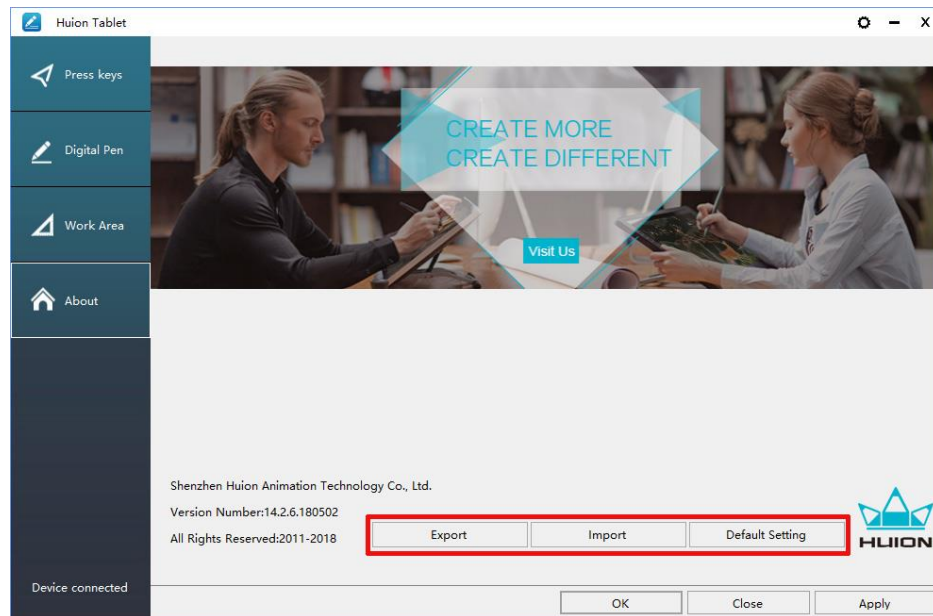 Huion Tablet
Press keys
Digital Pen
Work Area
About
Device connected
CREATE MORE
CREATE DIFFERENT
Visit Us
Shenzhen Huion Animation Technology Co., Ltd.
Version Number:14.2.6.180502
All Rights Reserved:2011-2018
Export Import Default Setting
HUION
OK Close Apply